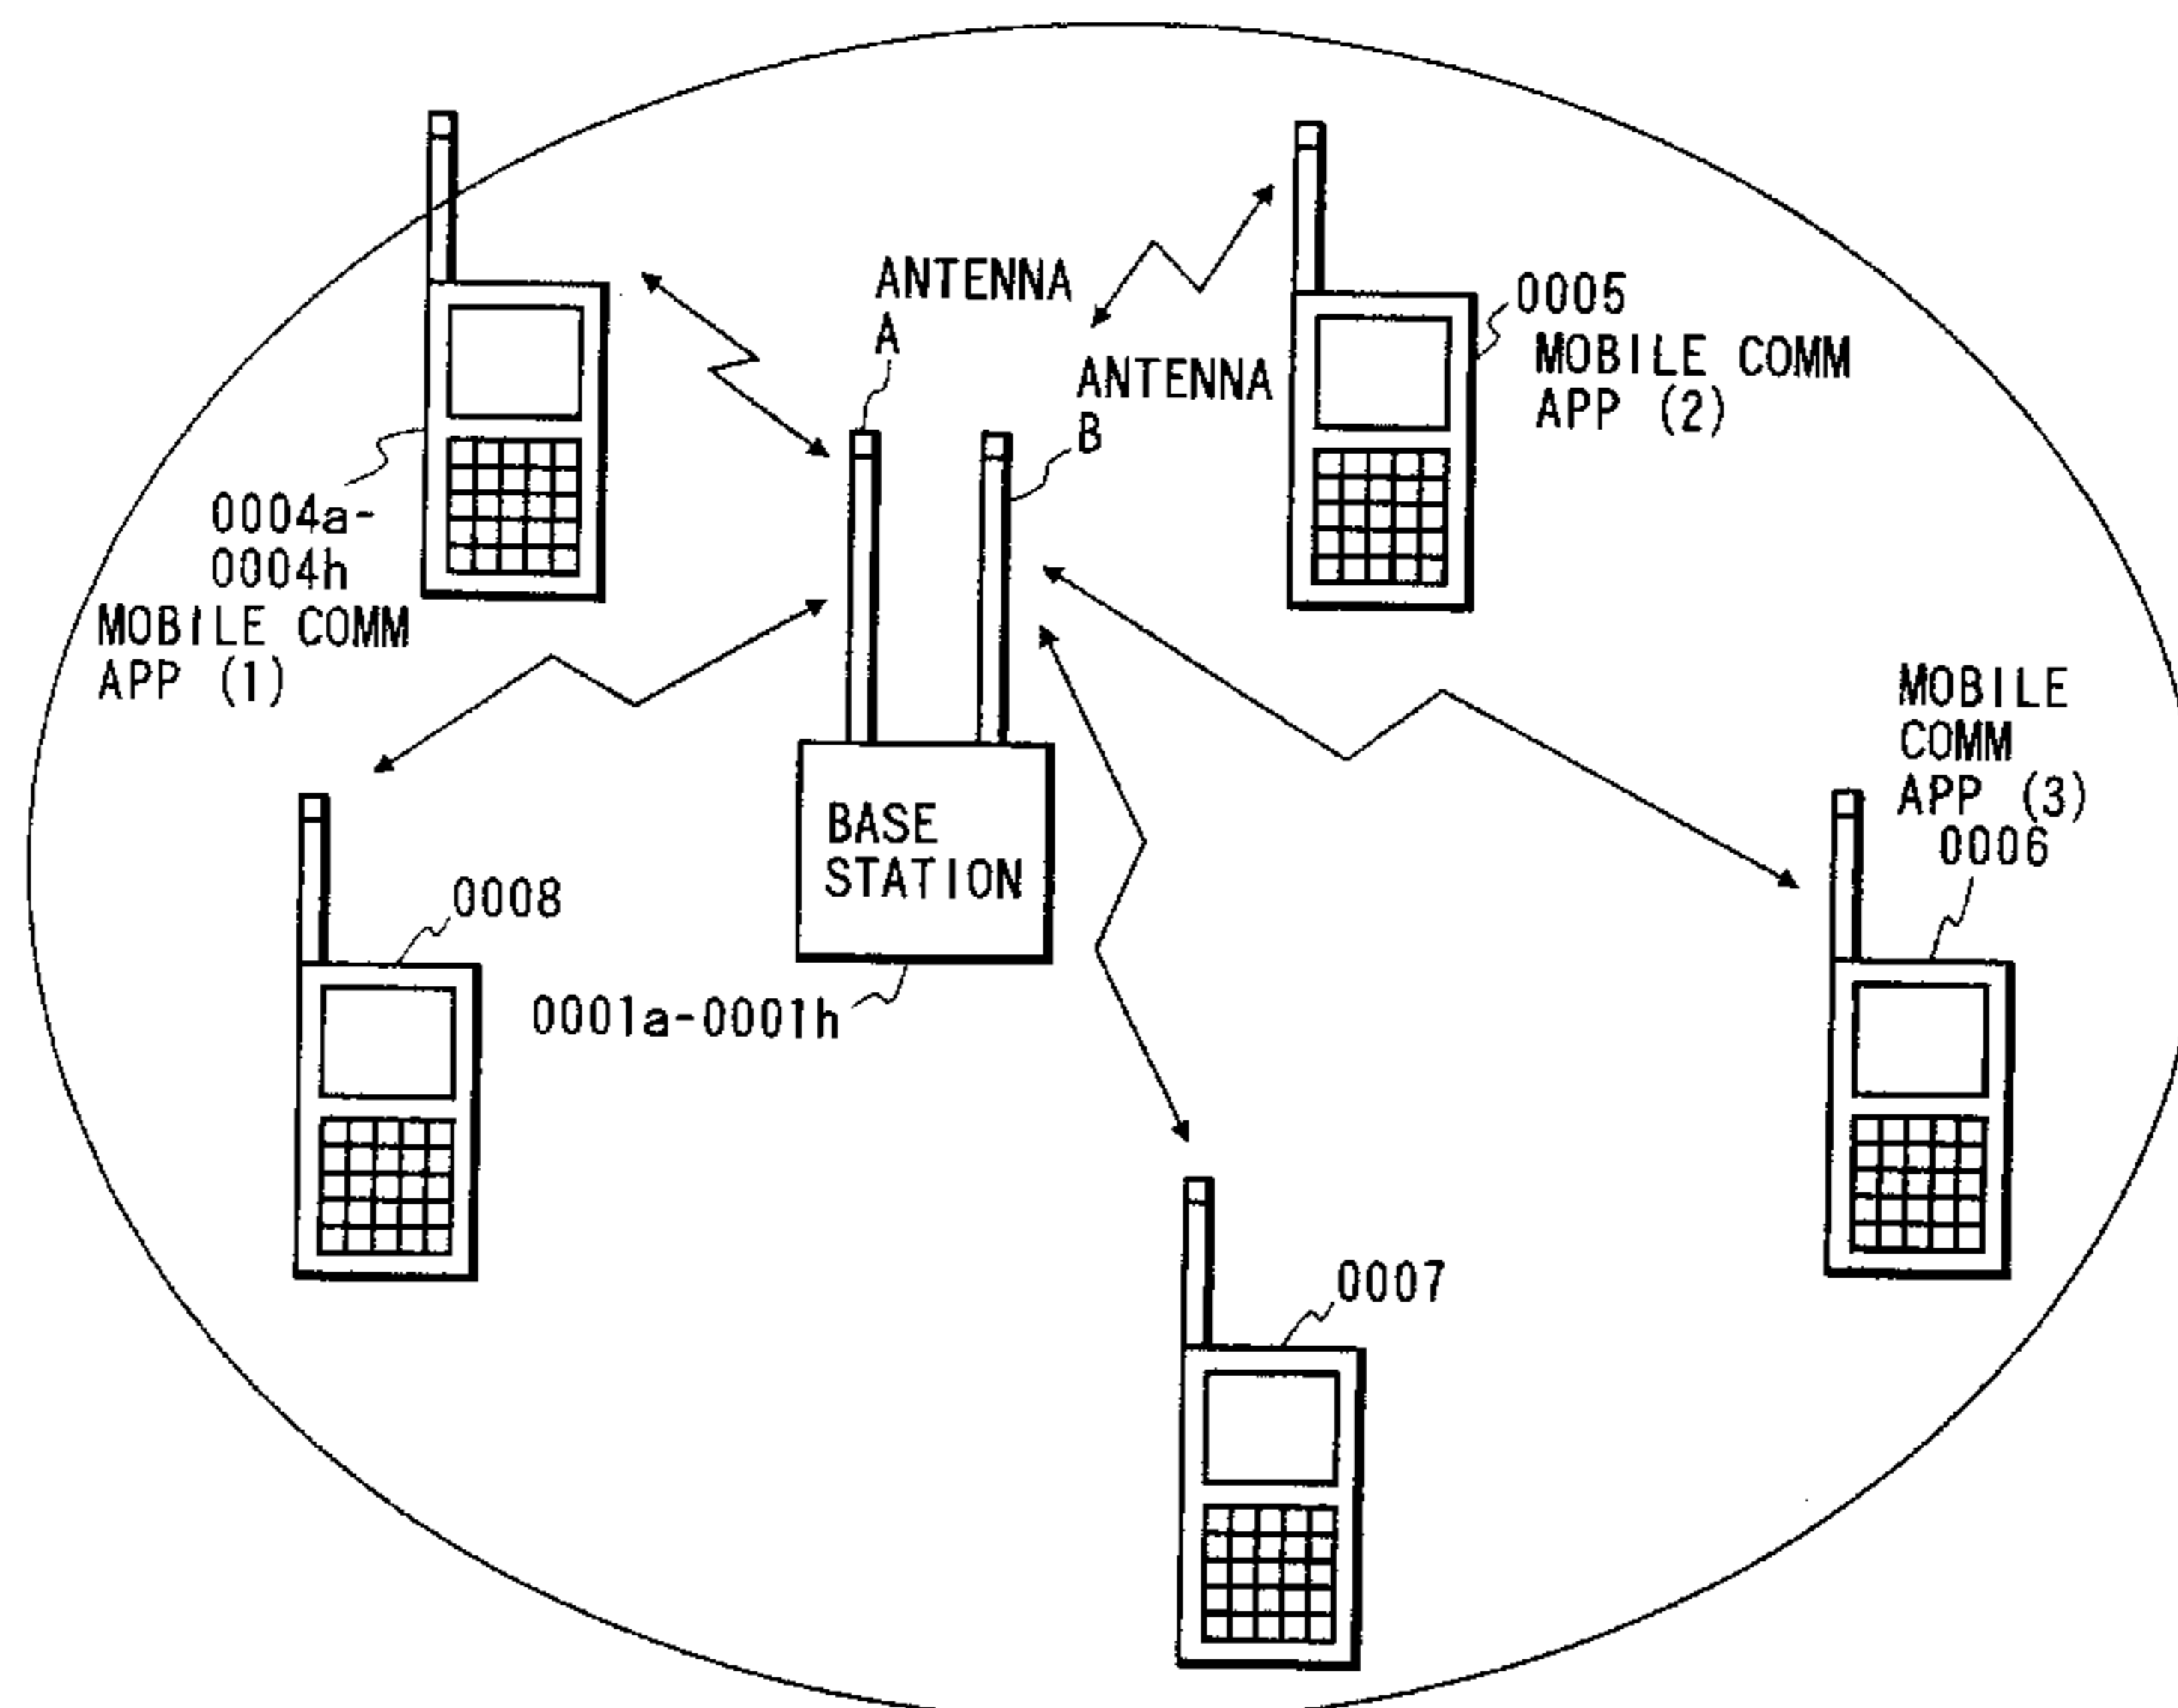 ANTENNA
A
ANTENNA
B
0005
MOBILE COMM
APP (2)
0004a-
0004h
MOBILE COMM
APP (1)
MOBILE
COMM
APP (3)
0006
BASE
STATION
0008
0001a-0001h
0007